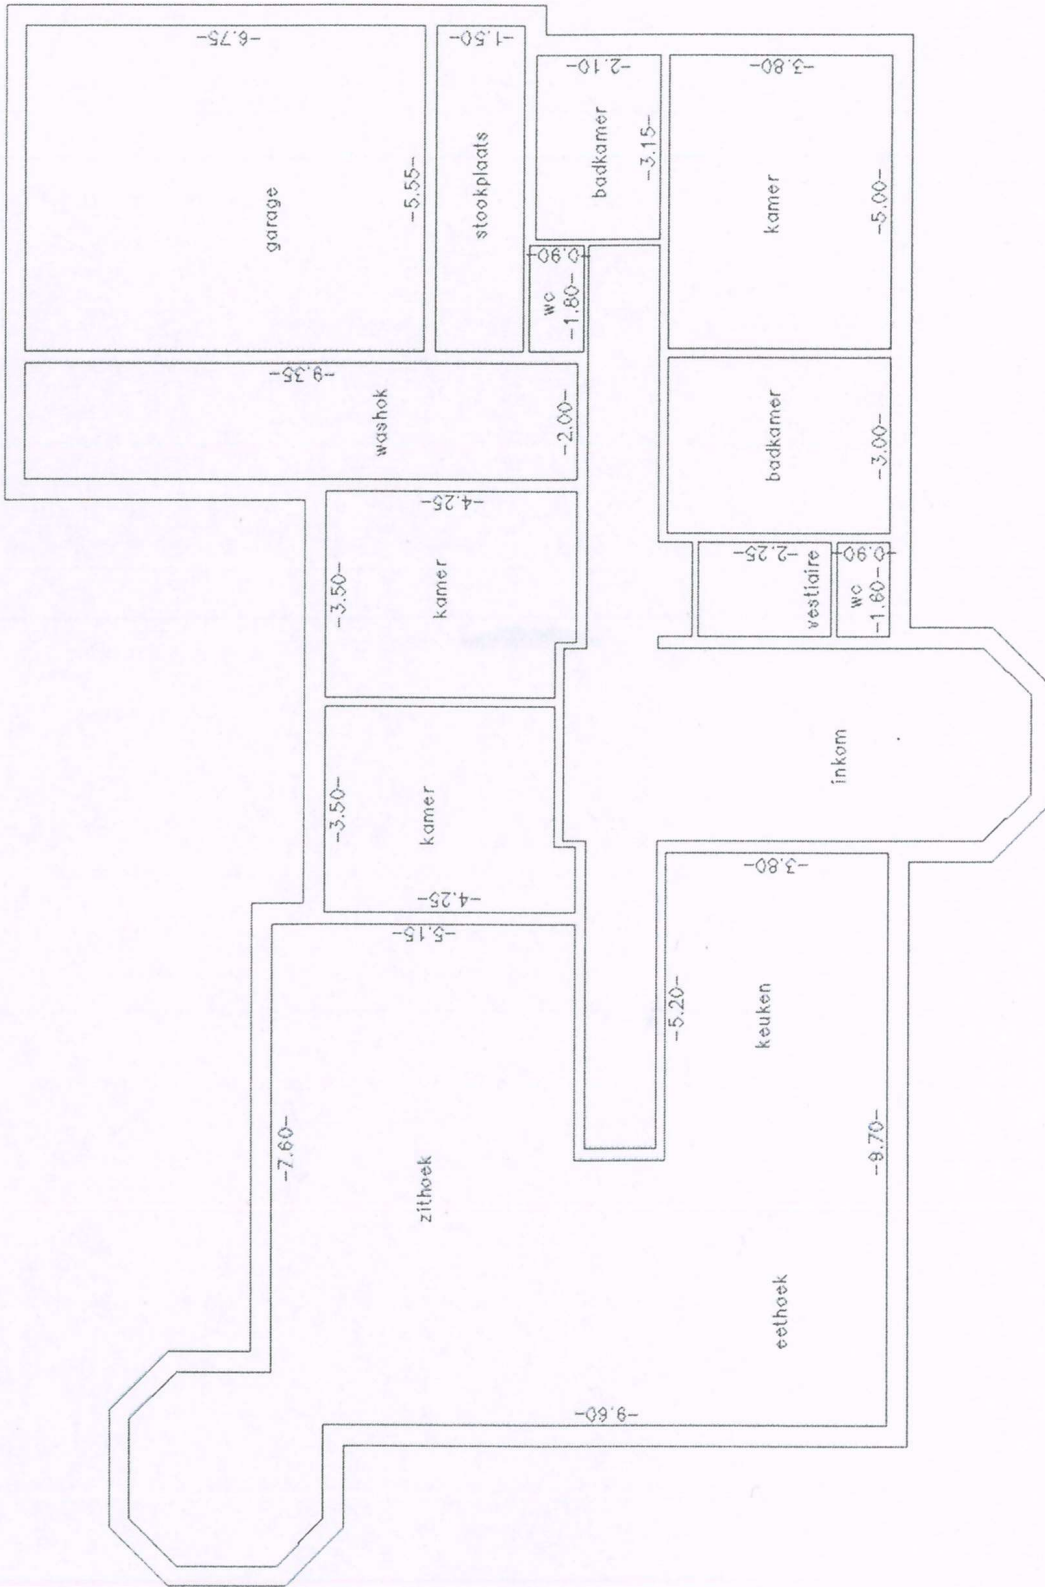 -6.75-
garage
-5.55-
-1.50-
stookplaats
-2.10-
badkamer
-3.15-
-3.80-
kamer
-5.00-
-0.90-
wc
-1.80-
-9.35-
washok
-2.00-
badkamer
-3.00-
-4.25-
-3.50-
kamer
-2.25-
vestiaire
-0.90-
wc
-1.60-
-3.50-
kamer
-4.25-
inkom
-5.15-
-7.60-
zithoek
-3.80-
-5.20-
keuken
-9.70-
eethoek
-9.60-